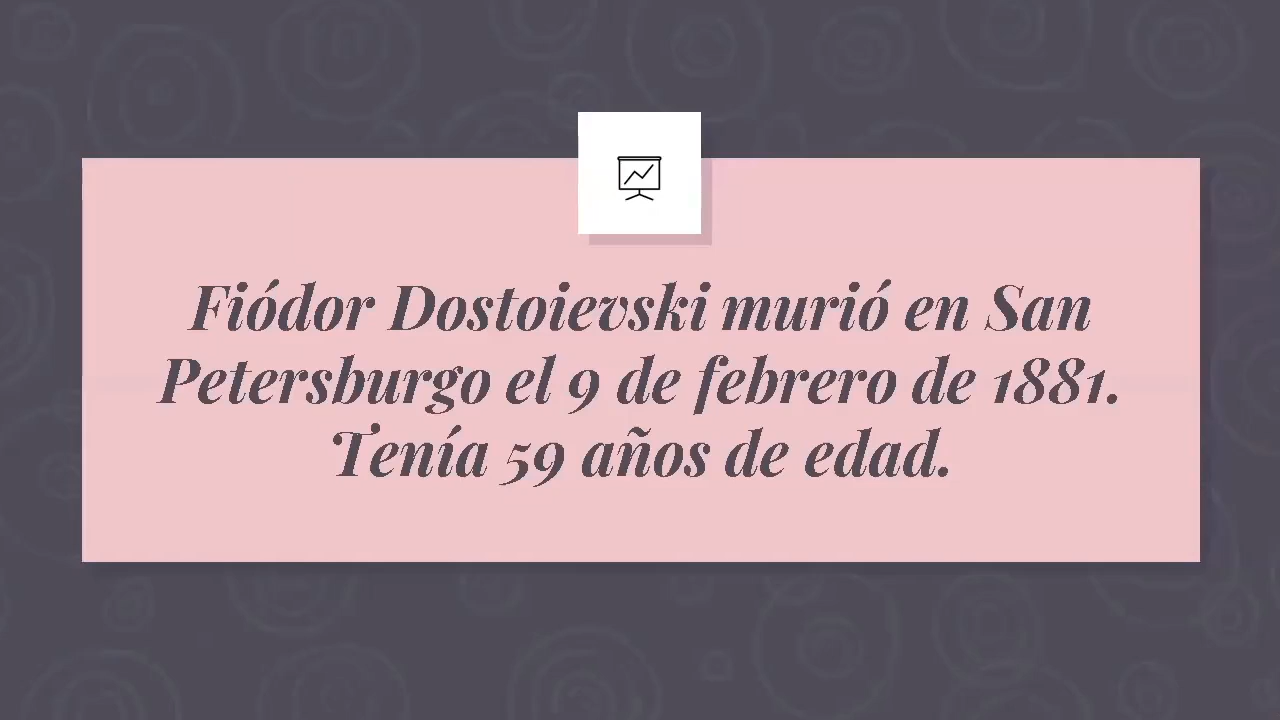 Fiódor Dostoievski murió en San
Petersburgo el 9 de febrero de 1881.
Tenía 59 años de edad.